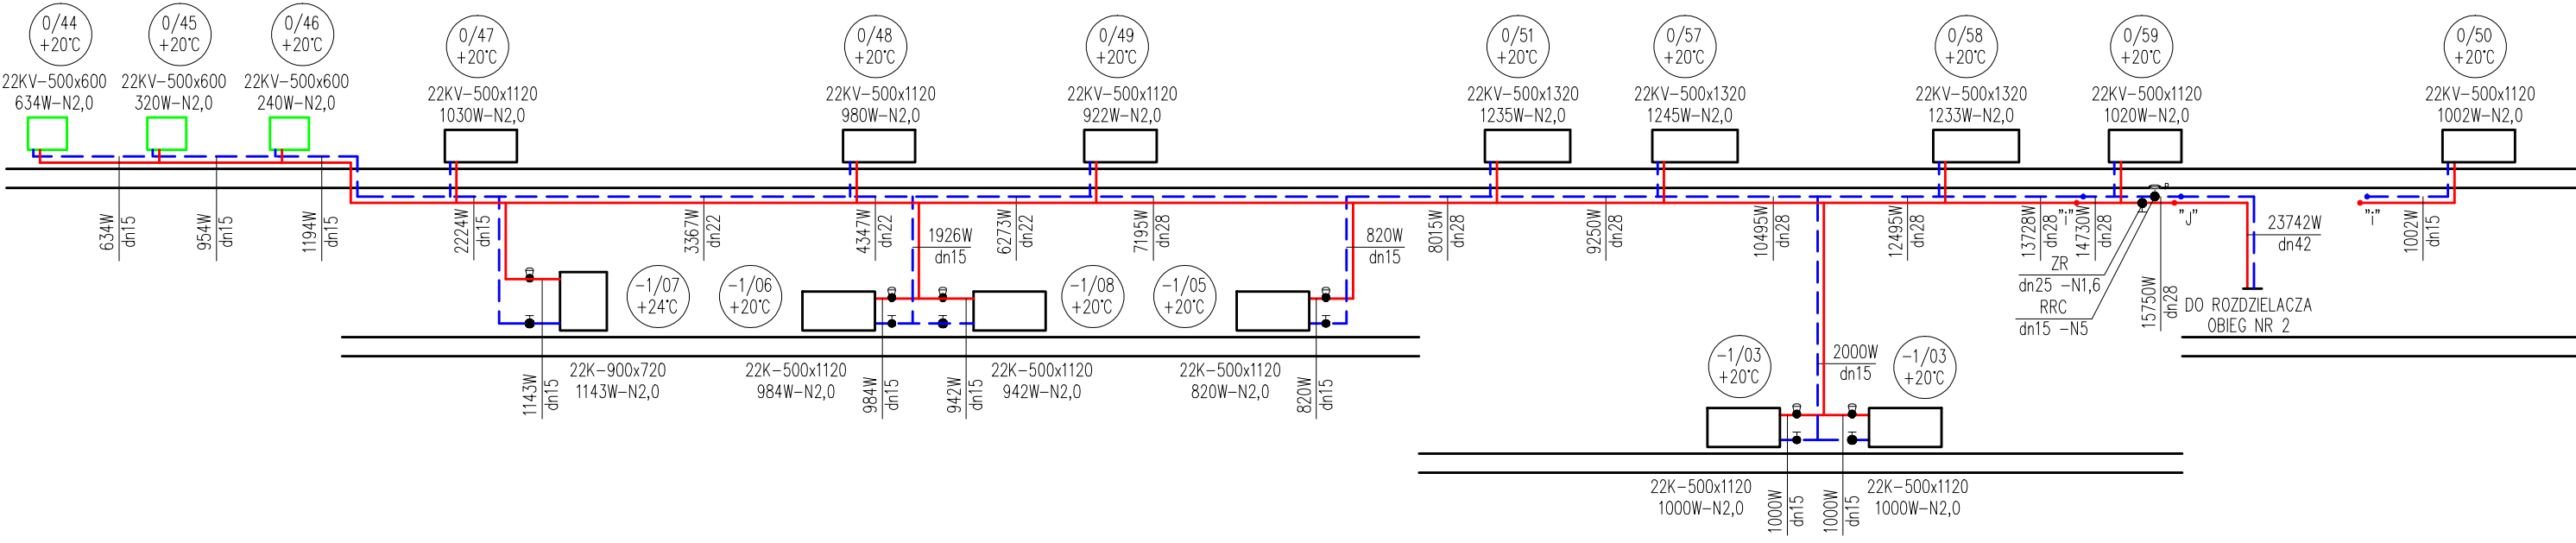 0/44
+20°C
22KV-500x600
634W-N2,0
0/45
+20°C
22KV-500x600
320W-N2,0
0/46
+20°C
22KV-500x600
240W-N2,0
0/47
+20°C
22KV-500x1120
1030W-N2,0
0/48
+20°C
22KV-500x1120
980W-N2,0
0/49
+20°C
22KV-500x1120
922W-N2,0
0/51
+20°C
22KV-500x1320
1235W-N2,0
0/57
+20°C
22KV-500x1320
1245W-N2,0
0/58
+20°C
22KV-500x1320
1233W-N2,0
0/59
+20°C
22KV-500x1120
1020W-N2,0
0/50
+20°C
22KV-500x1120
1002W-N2,0
634W
dn15
954W
dn15
1194W
dn15
2224W
dn15
3367W
dn22
4347W
dn22
1926W
dn15
6273W
dn22
7195W
dn28
820W
dn15
8015W
dn28
9250W
dn28
10495W
dn28
12495W
dn28
13728W
dn28
"i"
14730W
dn28
"J"
23742W
dn42
"i"
1002W
dn15
ZR
dn25 -N1,6
RRC
dn15 -N5
15750W
dn28
DO ROZDZIELACZA
OBIEG NR 2
-1/07
+24°C
-1/06
+20°C
-1/08
+20°C
-1/05
+20°C
1143W
dn15
22K-900x720
1143W-N2,0
22K-500x1120
984W-N2,0
984W
dn15
942W
dn15
22K-500x1120
942W-N2,0
22K-500x1120
820W-N2,0
820W
dn15
-1/03
+20°C
2000W
dn15
-1/03
+20°C
22K-500x1120
1000W-N2,0
1000W
dn15
1000W
dn15
22K-500x1120
1000W-N2,0